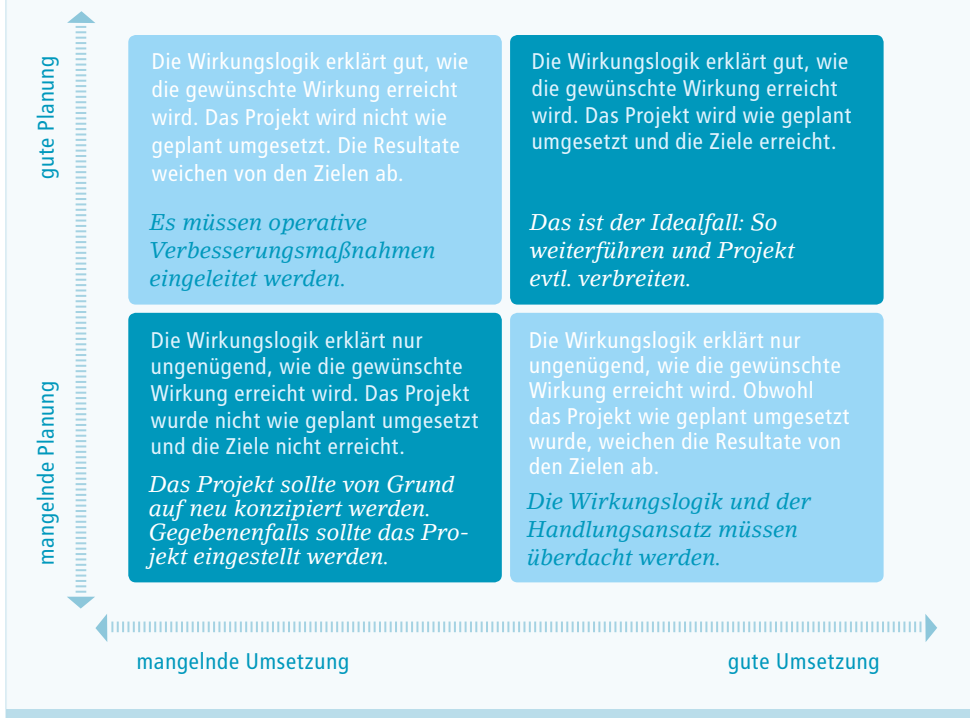 gute Planung
Die Wirkungslogik erklärt gut, wie
die gewünschte Wirkung erreicht
wird. Das Projekt wird nicht wie
geplant umgesetzt. Die Resultate
weichen von den Zielen ab.
Es müssen operative
Verbesserungsmaßnahmen
eingeleitet werden.
Die Wirkungslogik erklärt gut, wie
die gewünschte Wirkung erreicht
wird. Das Projekt wird wie geplant
umgesetzt und die Ziele erreicht.
Das ist der Idealfall: So
weiterführen und Projekt
evtl. verbreiten.
mangelnde Planung
Die Wirkungslogik erklärt nur
ungenügend, wie die gewünschte
Wirkung erreicht wird. Das Projekt
wurde nicht wie geplant umgesetzt
und die Ziele nicht erreicht.
Das Projekt sollte von Grund
auf neu konzipiert werden.
Gegebenenfalls sollte das Pro-
jekt eingestellt werden.
Die Wirkungslogik erklärt nur
ungenügend, wie die gewünschte
Wirkung erreicht wird. Obwohl
das Projekt wie geplant umgesetzt
wurde, weichen die Resultate von
den Zielen ab.
Die Wirkungslogik und der
Handlungsansatz müssen
überdacht werden.
mangelnde Umsetzung
gute Umsetzung